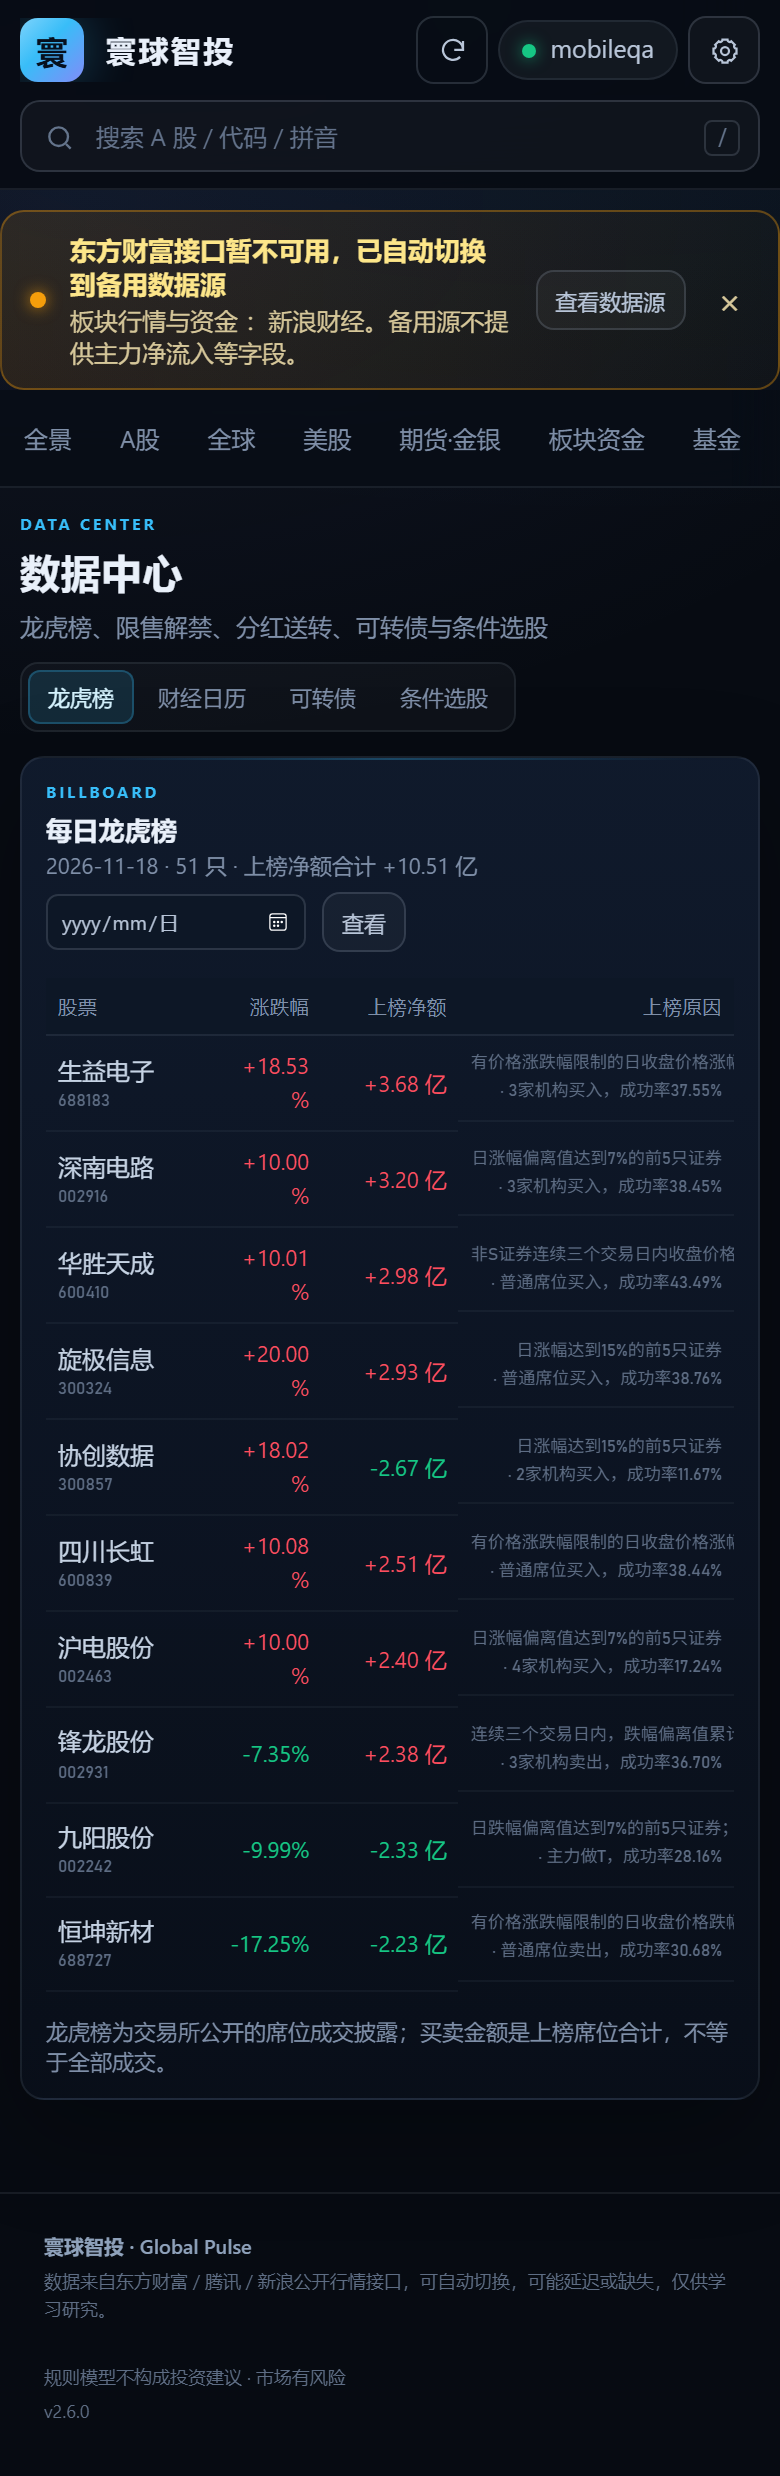 寰 寰球智投 mobileqa
搜索 A 股 / 代码 / 拼音 /
东方财富接口暂不可用，已自动切换
到备用数据源
板块行情与资金 ：新浪财经。备用源不提
供主力净流入等字段。
查看数据源 ×
全景 A股 全球 美股 期货·金银 板块资金 基金
DATA CENTER
数据中心
龙虎榜、限售解禁、分红送转、可转债与条件选股
龙虎榜 财经日历 可转债 条件选股
BILLBOARD
每日龙虎榜
2026-11-18 · 51 只 · 上榜净额合计 +10.51 亿
yyyy/mm/日 查看
股票 涨跌幅 上榜净额 上榜原因
生益电子 688183 +18.53% +3.68 亿 有价格涨跌幅限制的日收盘价格涨
· 3家机构买入，成功率37.55%
深南电路 002916 +10.00% +3.20 亿 日涨幅偏离值达到7%的前5只证券
· 3家机构买入，成功率38.45%
华胜天成 600410 +10.01% +2.98 亿 非S证券连续三个交易日内收盘价格
· 普通席位买入，成功率43.49%
旋极信息 300324 +20.00% +2.93 亿 日涨幅达到15%的前5只证券
· 普通席位买入，成功率38.76%
协创数据 300857 +18.02% -2.67 亿 日涨幅达到15%的前5只证券
· 2家机构买入，成功率11.67%
四川长虹 600839 +10.08% +2.51 亿 有价格涨跌幅限制的日收盘价格涨
· 普通席位买入，成功率38.44%
沪电股份 002463 +10.00% +2.40 亿 日涨幅偏离值达到7%的前5只证券
· 4家机构买入，成功率17.24%
锋龙股份 002931 -7.35% +2.38 亿 连续三个交易日内，跌幅偏离值累
· 3家机构卖出，成功率36.70%
九阳股份 002242 -9.99% -2.33 亿 日跌幅偏离值达到7%的前5只证券；
· 主力做T，成功率28.16%
恒坤新材 688727 -17.25% -2.23 亿 有价格涨跌幅限制的日收盘价格跌
· 普通席位卖出，成功率30.68%
龙虎榜为交易所公开的席位成交披露；买卖金额是上榜席位合计，不等
于全部成交。
寰球智投 · Global Pulse
数据来自东方财富 / 腾讯 / 新浪公开行情接口，可自动切换，可能延迟或缺失，仅供学
习研究。
规则模型不构成投资建议 · 市场有风险
v2.6.0